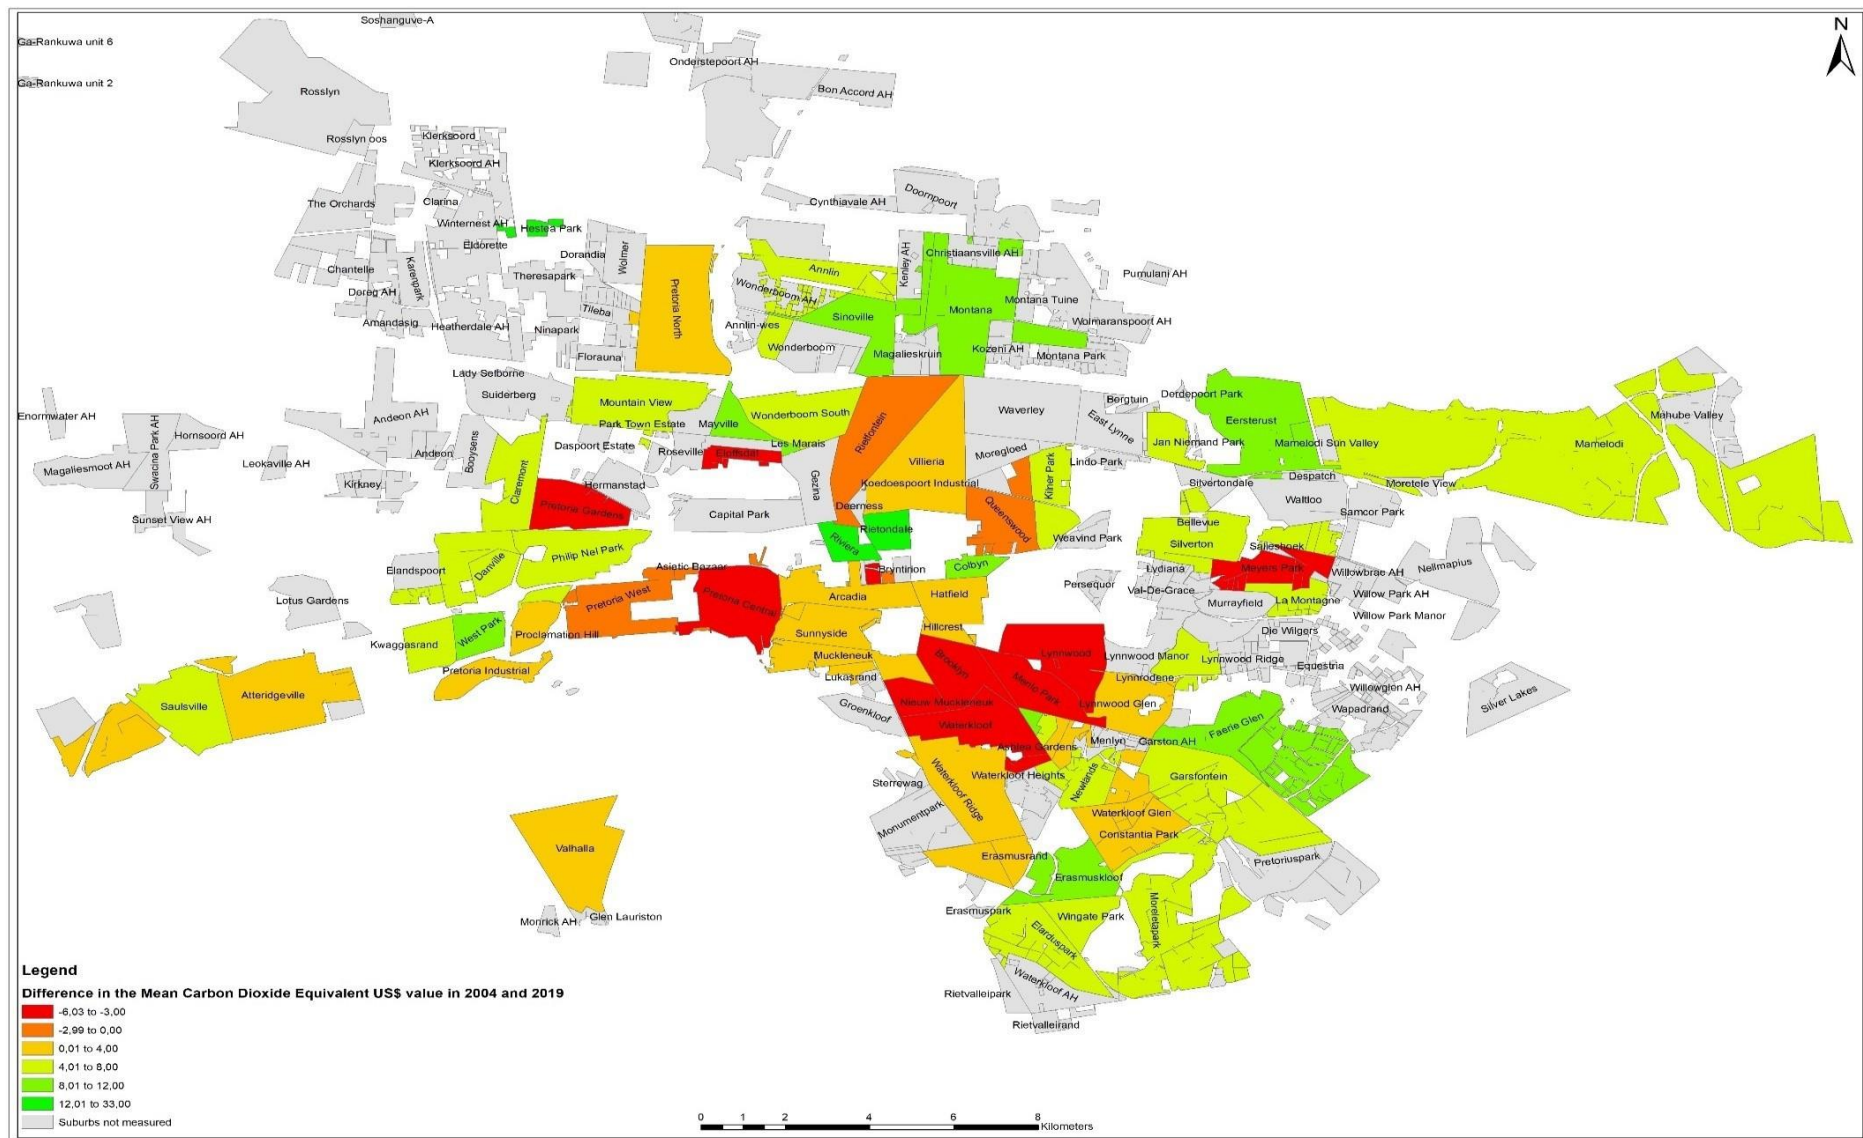 Soshanguve-A
N
Ga-Rankuwa unit 6
Onderstepoort AH
Ga-Rankuwa unit 2
Rosslyn
Bon Accord AH
Rosslyn oos
Klerksoord
Klerksoord AH
The Orchards
Clarina
Cynthiavale AH
Doornpoort
Winternest AH
Hestea Park
Eldorette
Dorandia
Wolmer
Kenley AH
Christiaansville AH
Chantelle
Karenpark
Theresapark
Annlin
Pumulani AH
Doreg AH
Wonderboom AH
Pretoria North
Montana Tuine
Tileba
Sinoville
Montana
Amandasig
Heatherdale AH
Ninapark
Annlin-wes
Wolmaranspoort AH
Florauna
Wonderboom
Magalieskruin
Kozeni AH
Montana Park
Lady Selborne
Suiderberg
Mountain View
Derdepoort Park
Bergtuin
Enormwater AH
Andeon AH
Wonderboom South
Waverley
East Lynne
Eersterust
Mahube Valley
Swacina Park AH
Hornsoord AH
Park Town Estate
Mayville
Rietfontein
Booysens
Daspoort Estate
Les Marais
Jan Niemand Park
Mamelodi Sun Valley
Mamelodi
Magaliesmoot AH
Leokaville AH
Andeon
Roseville
Eloffsdal
Moregloed
Villieria
Kilner Park
Lindo Park
Kirkney
Claremont
Hermanstad
Gezina
Koedoespoort Industrial
Silvertondale
Despatch
Moretele View
Waltloo
Sunset View AH
Pretoria Gardens
Capital Park
Deerness
Queenswood
Samcor Park
Rietondale
Bellevue
Riviera
Weavind Park
Silverton
Salieshoek
Philip Nel Park
Danville
Elandspoort
Asiatic Bazaar
Bryntirion
Colbyn
Lydiana
Meyers Park
Willowbrae AH
Nellmapius
Persequor
Val-De-Grace
Lotus Gardens
Pretoria West
Pretoria Central
Arcadia
Hatfield
Murrayfield
La Montagne
Willow Park AH
Willow Park Manor
Kwaggasrand
West Park
Proclamation Hill
Sunnyside
Hillcrest
Die Wilgers
Muckleneuk
Brooklyn
Lynnwood
Lynnwood Manor
Lynnwood Ridge
Equestria
Pretoria Industrial
Lukasrand
Menlo Park
Lynnrodene
Willowglen AH
Atteridgeville
Saulsville
Groenkloof
Nieuw Muckleneuk
Lynnwood Glen
Silver Lakes
Waterkloof
Wapadrand
Faerie Glen
Ashlea Gardens
Menlyn
Garston AH
Sterrewag
Waterkloof Ridge
Waterkloof Heights
Newlands
Garsfontein
Monumentpark
Waterkloof Glen
Constantia Park
Valhalla
Erasmusrand
Pretoriuspark
Erasmuskloof
Monrick AH
Glen Lauriston
Erasmuspark
Wingate Park
Moreletapark
Elarduspark
Waterkloof AH
Rietvalleipark
Rietvalleirand
Legend
Difference in the Mean Carbon Dioxide Equivalent US$ value in 2004 and 2019
-6,03 to -3,00
-2,99 to 0,00
0,01 to 4,00
4,01 to 8,00
8,01 to 12,00
12,01 to 33,00
Suburbs not measured
0 1 2 4 6 8
Kilometers